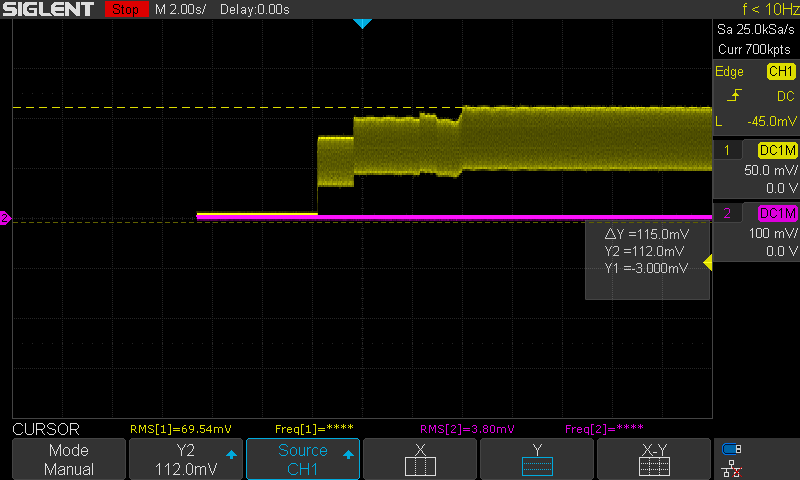 SIGLENT Stop M 2.00s/ Delay:0.00s f < 10Hz
Sa 25.0kSa/s
Curr 700kpts
Edge CH1
DC
L -45.0mV
1 DC1M
50.0 mV/
0.0 V
2 DC1M
100 mV/
0.0 V
2
△Y =115.0mV
Y2 =112.0mV
Y1 =-3.000mV
CURSOR RMS[1]=69.54mV Freq[1]=**** RMS[2]=3.80mV Freq[2]=****
Mode
Manual
Y2
112.0mV
Source
CH1
X
Y
X-Y